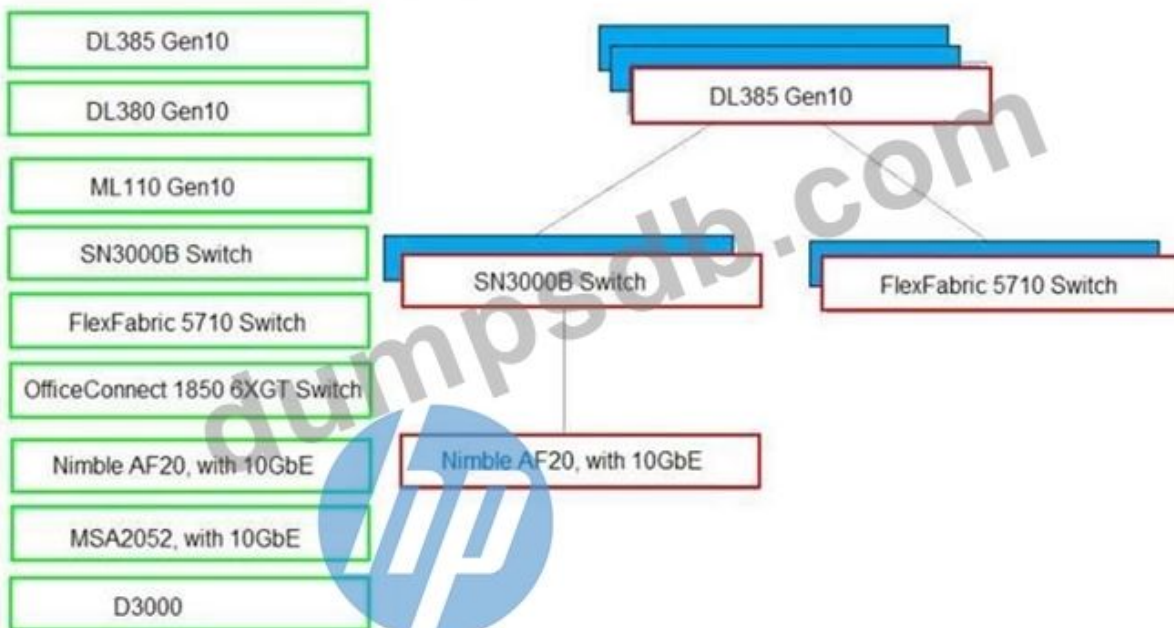 DL385 Gen10
DL380 Gen10
ML110 Gen10
SN3000B Switch
FlexFabric 5710 Switch
OfficeConnect 1850 6XGT Switch
Nimble AF20, with 10GbE
MSA2052, with 10GbE
D3000
DL385 Gen10
SN3000B Switch
FlexFabric 5710 Switch
Nimble AF20, with 10GbE
dumpsdb.com
hp